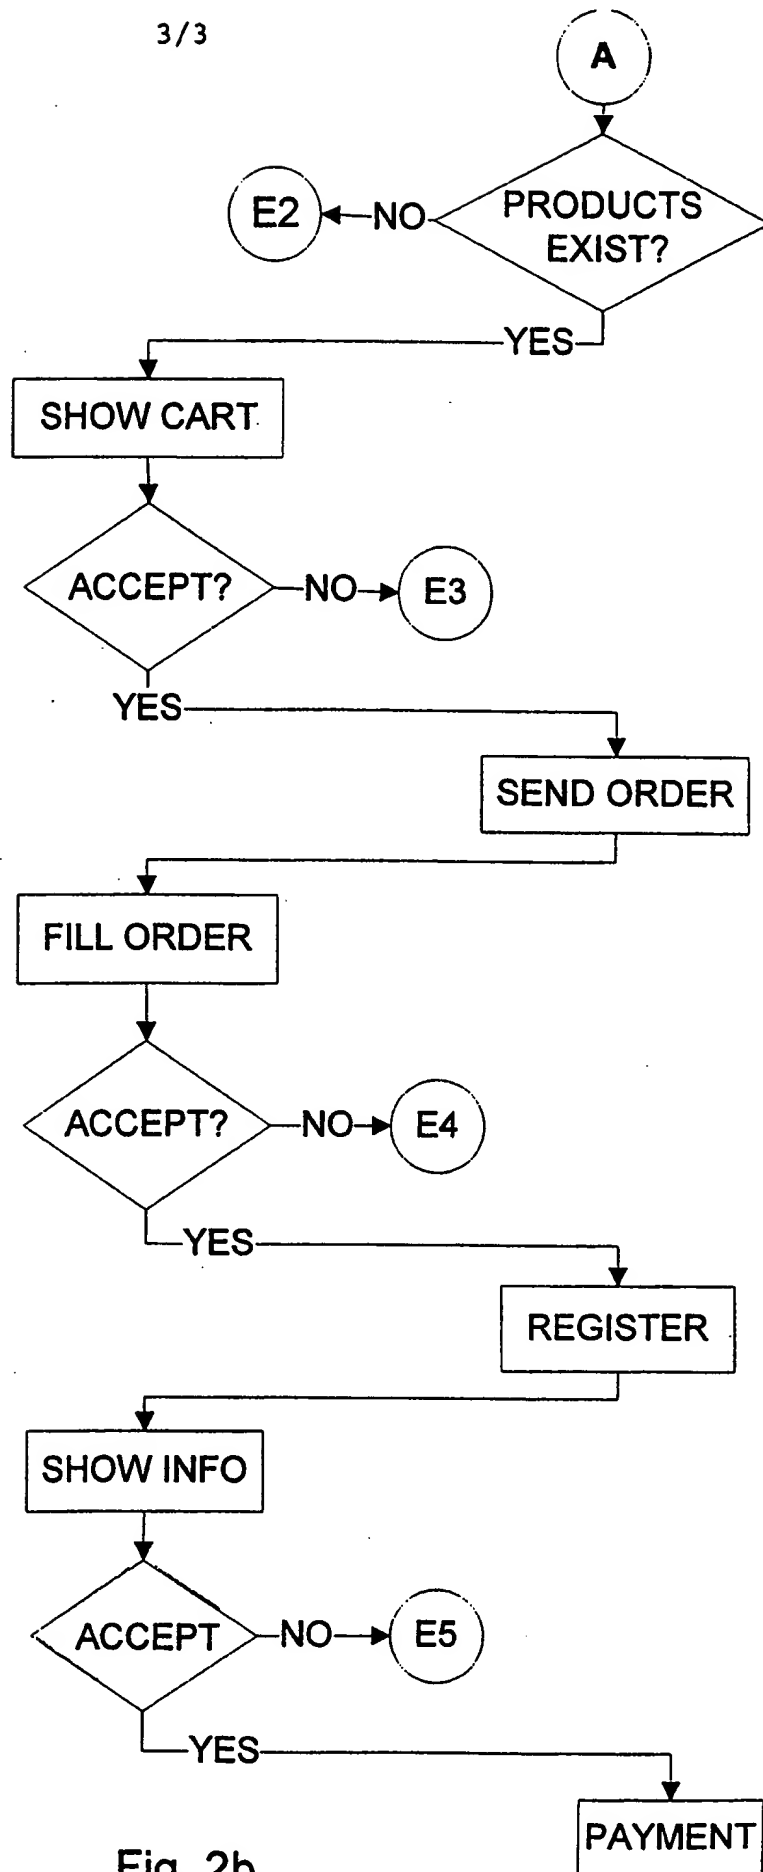 3/3
A
PRODUCTS
EXIST?
NO
E2
YES
SHOW CART
ACCEPT?
NO
E3
YES
SEND ORDER
FILL ORDER
ACCEPT?
NO
E4
YES
REGISTER
SHOW INFO
ACCEPT
NO
E5
YES
PAYMENT
Fig. 2b